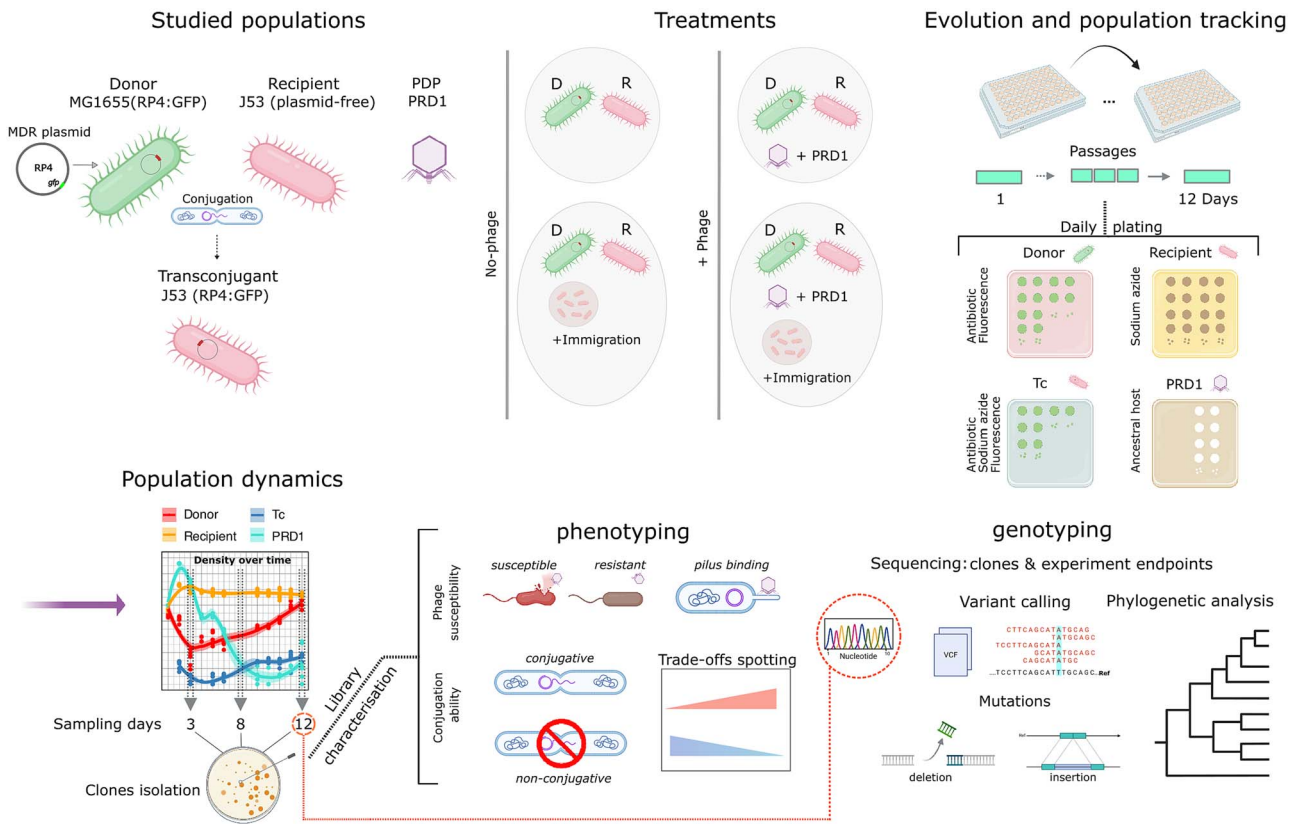 Studied populations
Donor
MG1655(RP4:GFP)
Recipient
J53 (plasmid-free)
PDP
PRD1
MDR plasmid
RP4
gfp
Conjugation
Transconjugant
J53 (RP4:GFP)
Treatments
No-phage
D R
+Immigration
D R
+ Phage
D R
+ PRD1
D R
+ PRD1
+Immigration
Evolution and population tracking
...
Passages
1
12 Days
Daily plating
Donor
Antibiotic
Fluorescence
Recipient
Sodium azide
Tc
Antibiotic
Sodium azide
Fluorescence
PRD1
Ancestral host
Population dynamics
Donor
Tc
Recipient
PRD1
Density over time
Sampling days
3
8
12
Clones isolation
Library
characterisation
phenotyping
Phage
susceptibility
susceptible
resistant
pilus binding
Conjugation
ability
conjugative
non-conjugative
Trade-offs spotting
genotyping
Sequencing: clones & experiment endpoints
1 Nucleotide 10
Variant calling
VCF
CTTCAGCATATGCAG
TATGCAGC
TCCTTCAGCATA
GCATATGCAGC
CAGCATATGC
...TCCTTCAGCATTTGCAGC...Ref
Phylogenetic analysis
Mutations
deletion
Ref
insertion